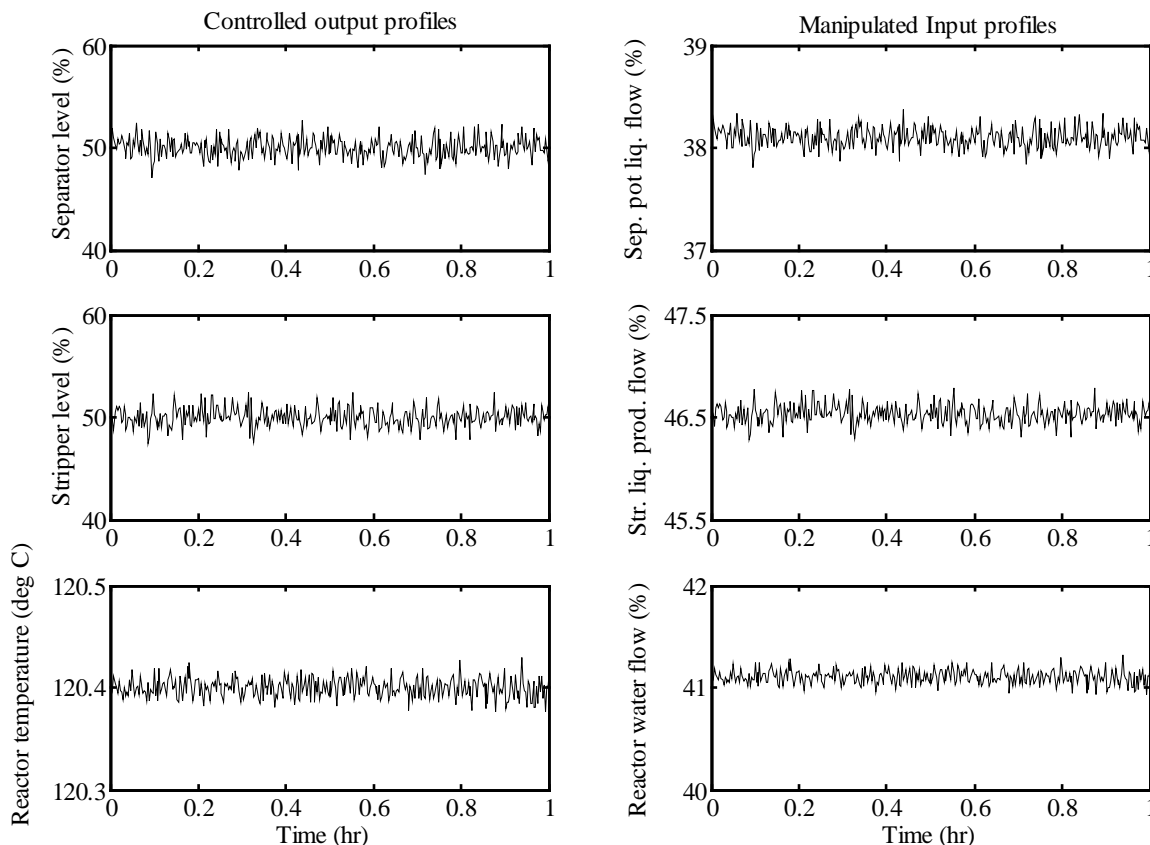 Controlled output profiles
Manipulated Input profiles
Separator level (%)
60
50
40
0 0.2 0.4 0.6 0.8 1
Sep. pot liq. flow (%)
39
38
37
0 0.2 0.4 0.6 0.8 1
Stripper level (%)
60
50
40
0 0.2 0.4 0.6 0.8 1
Str. liq. prod. flow (%)
47.5
46.5
45.5
0 0.2 0.4 0.6 0.8 1
Reactor temperature (deg C)
120.5
120.4
120.3
0 0.2 0.4 0.6 0.8 1
Time (hr)
Reactor water flow (%)
42
41
40
0 0.2 0.4 0.6 0.8 1
Time (hr)